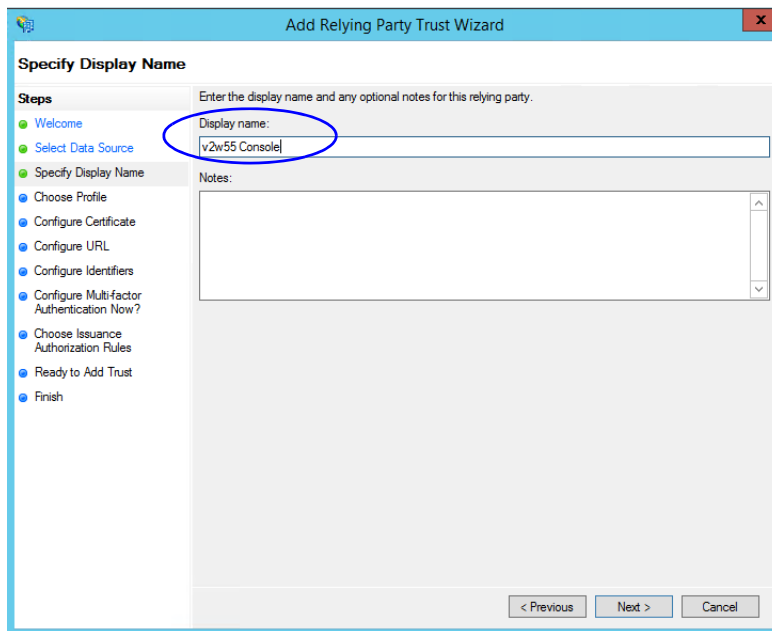 Add Relying Party Trust Wizard
x
Specify Display Name
Steps
Welcome
Select Data Source
Specify Display Name
Choose Profile
Configure Certificate
Configure URL
Configure Identifiers
Configure Multi-factor
Authentication Now?
Choose Issuance
Authorization Rules
Ready to Add Trust
Finish
Enter the display name and any optional notes for this relying party.
Display name:
v2w55 Console
Notes:
< Previous
Next >
Cancel